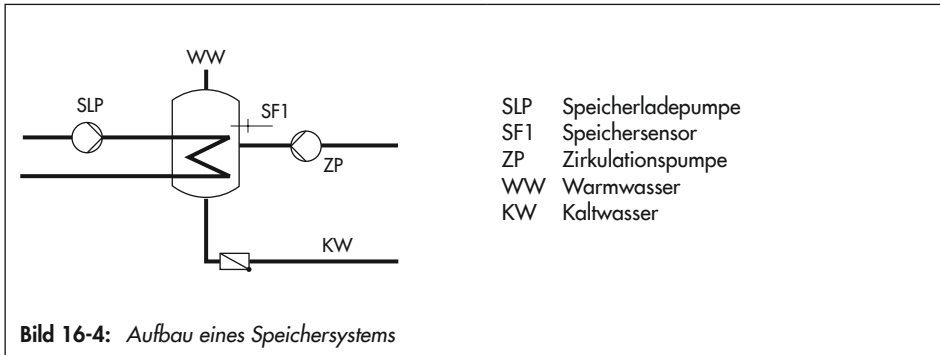 WW
SLP
SF1
ZP
KW
SLP Speicherladepumpe
SF1 Speichersensor
ZP Zirkulationspumpe
WW Warmwasser
KW Kaltwasser
Bild 16-4: Aufbau eines Speichersystems